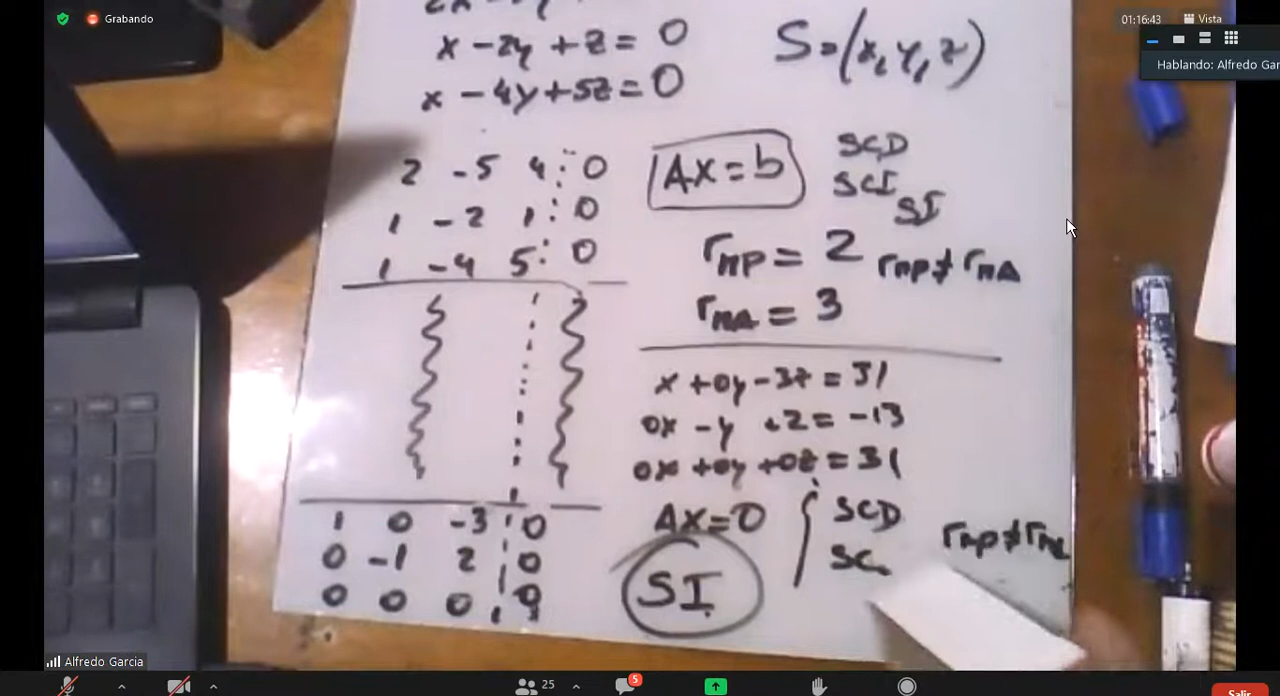 Grabando
01:16:43
Vista
Hablando: Alfredo Gar
x - 2y + z = 0
x - 4y + 5z = 0
S = (x, y, z)
2 -5 4 : 0
1 -2 1 : 0
1 -4 5 : 0
AX = b
SCD
SCI
SI
rMP = 2
rMP ≠ rMA
rMA = 3
x + 0y - 3z = 31
0x - y + 2 = -13
0x + 0y + 0z = 31
1 0 -3 0
0 -1 2 0
0 0 0 0
AX = 0
SCD
SC
SI
Alfredo Garcia
25
5
Salir